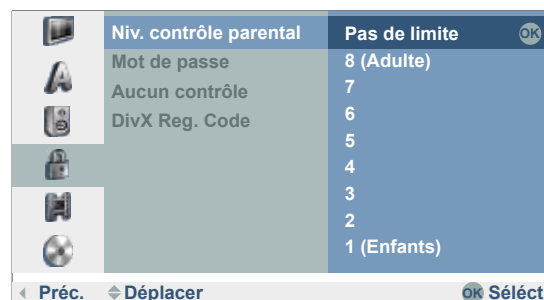 Niv. contrôle parental
Mot de passe
Aucun contrôle
DivX Reg. Code
Pas de limite OK
8 (Adulte)
7
6
5
4
3
2
1 (Enfants)
Préc. Déplacer OK Séléct